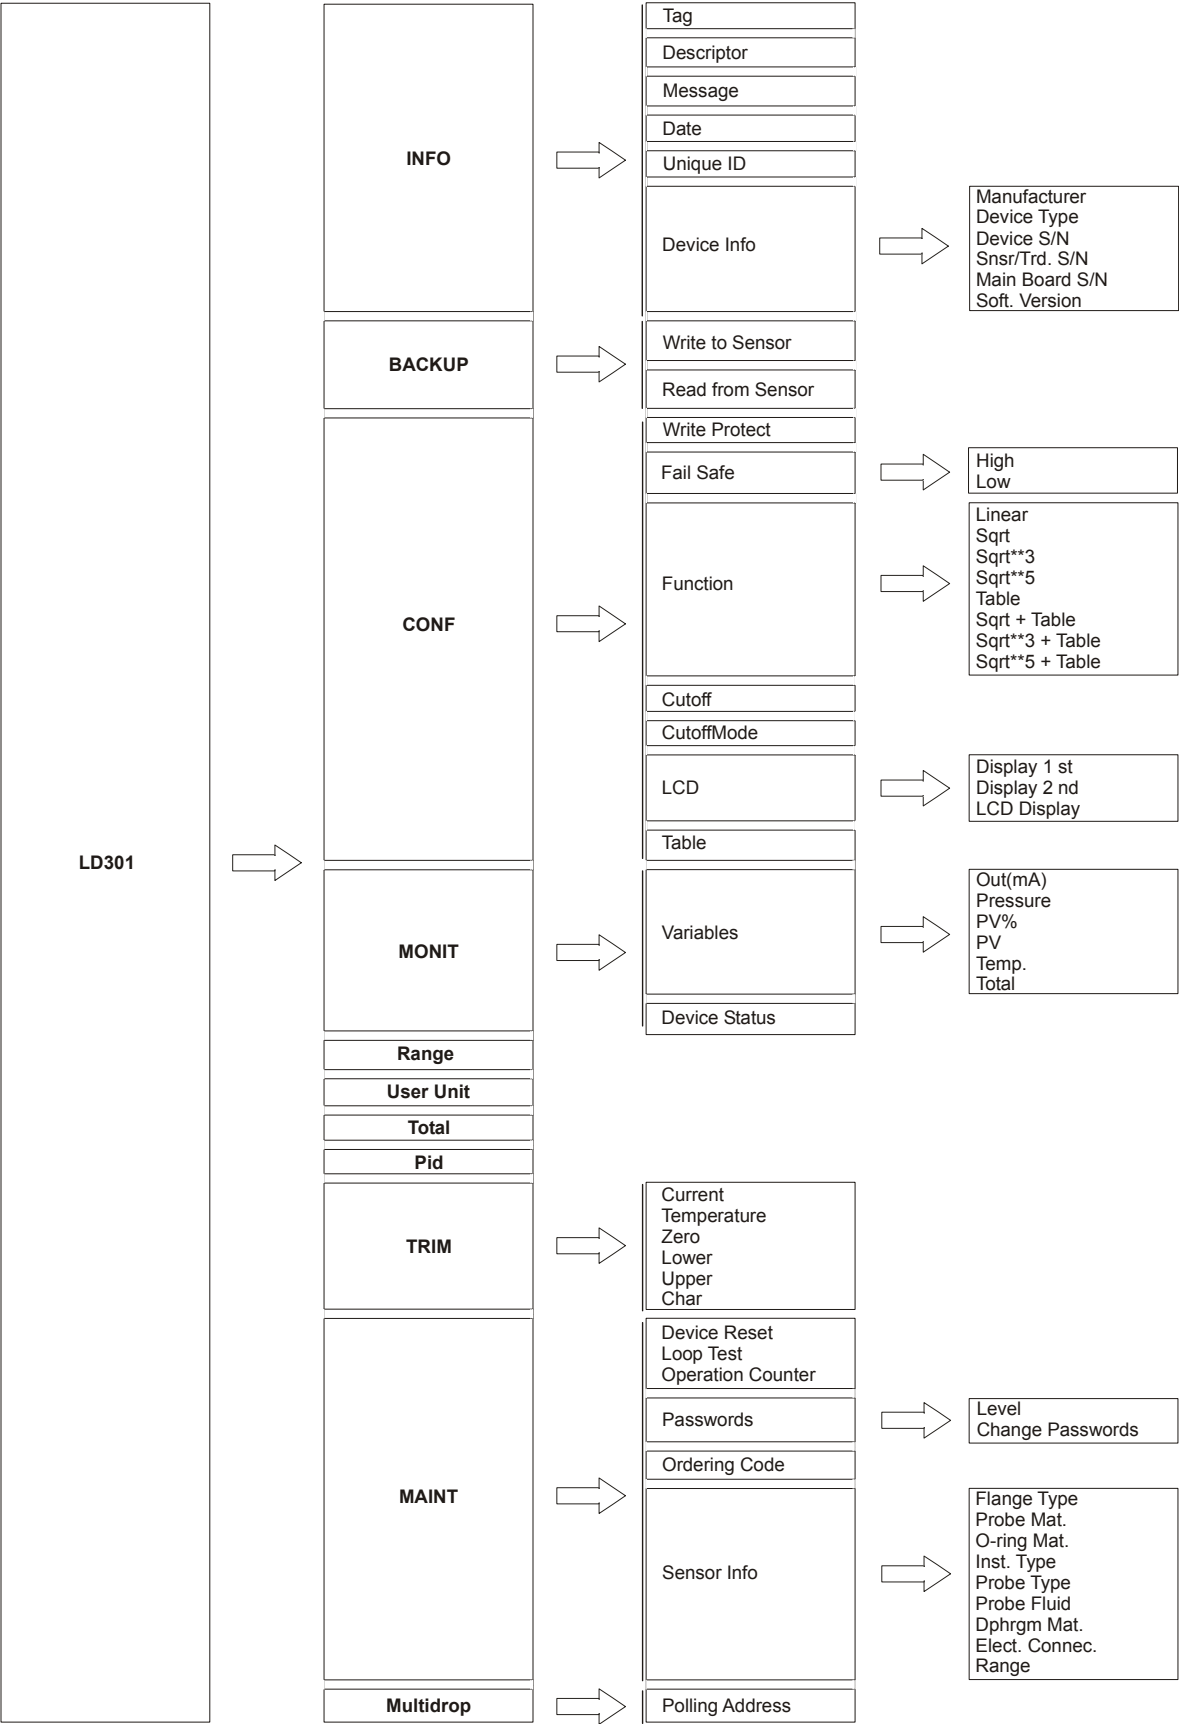 LD301
INFO
Tag
Descriptor
Message
Date
Unique ID
Device Info
Manufacturer
Device Type
Device S/N
Snsr/Trd. S/N
Main Board S/N
Soft. Version
BACKUP
Write to Sensor
Read from Sensor
CONF
Write Protect
Fail Safe
High
Low
Function
Linear
Sqrt
Sqrt**3
Sqrt**5
Table
Sqrt + Table
Sqrt**3 + Table
Sqrt**5 + Table
Cutoff
CutoffMode
LCD
Display 1 st
Display 2 nd
LCD Display
Table
MONIT
Variables
Out(mA)
Pressure
PV%
PV
Temp.
Total
Device Status
Range
User Unit
Total
Pid
TRIM
Current
Temperature
Zero
Lower
Upper
Char
MAINT
Device Reset
Loop Test
Operation Counter
Passwords
Level
Change Passwords
Ordering Code
Sensor Info
Flange Type
Probe Mat.
O-ring Mat.
Inst. Type
Probe Type
Probe Fluid
Dphrgm Mat.
Elect. Connec.
Range
Multidrop
Polling Address